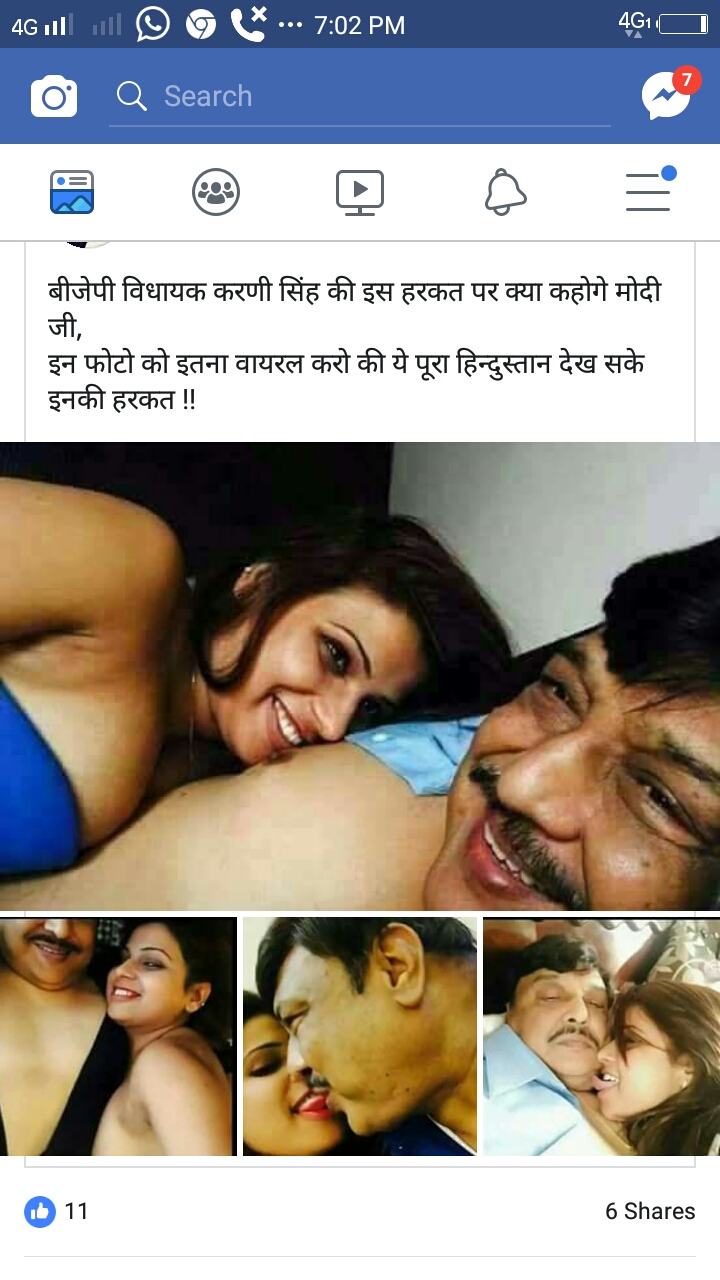 4G 7:02 PM 4G1
Search 7
बीजेपी विधायक करणी सिंह की इस हरकत पर क्या कहोगे मोदी
जी,
इन फोटो को इतना वायरल करो की ये पूरा हिन्दुस्तान देख सके
इनकी हरकत !!
11 6 Shares